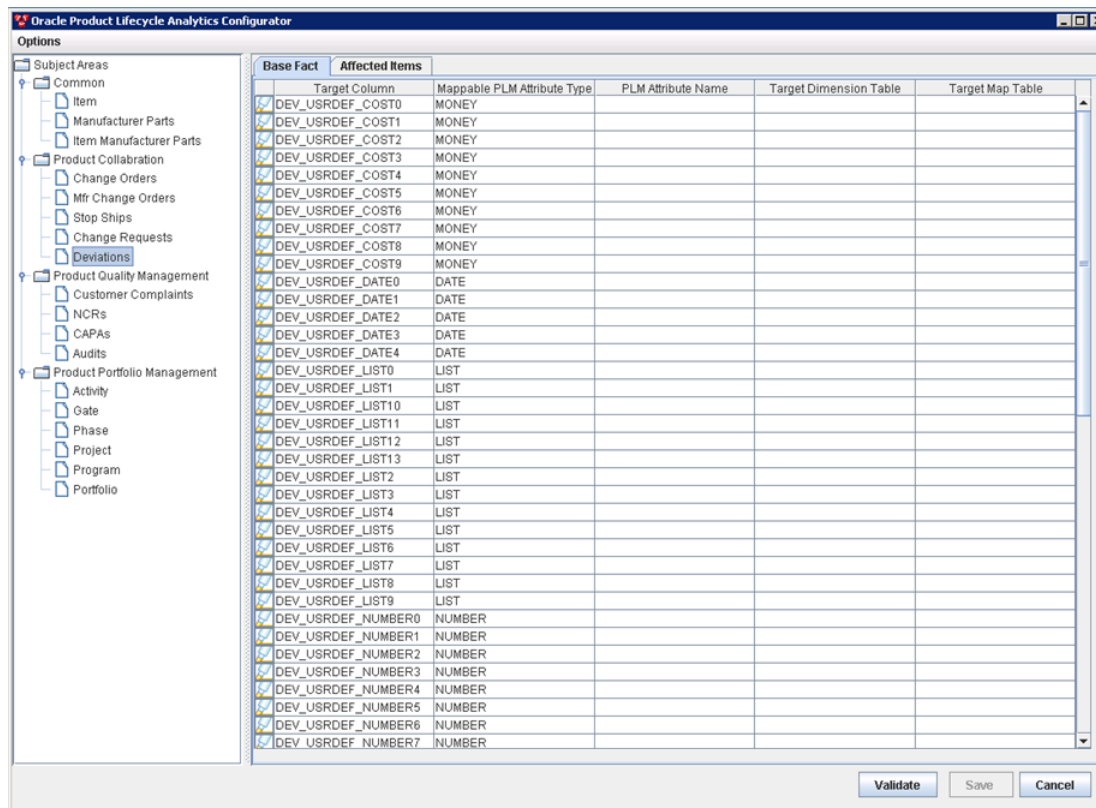 Oracle Product Lifecycle Analytics Configurator
Options
Subject Areas
Common
Item
Manufacturer Parts
Item Manufacturer Parts
Product Collabration
Change Orders
Mfr Change Orders
Stop Ships
Change Requests
Deviations
Product Quality Management
Customer Complaints
NCRs
CAPAs
Audits
Product Portfolio Management
Activity
Gate
Phase
Project
Program
Portfolio
Base Fact Affected Items
Target Column Mappable PLM Attribute Type PLM Attribute Name Target Dimension Table Target Map Table
DEV_USRDEF_COST0 MONEY
DEV_USRDEF_COST1 MONEY
DEV_USRDEF_COST2 MONEY
DEV_USRDEF_COST3 MONEY
DEV_USRDEF_COST4 MONEY
DEV_USRDEF_COST5 MONEY
DEV_USRDEF_COST6 MONEY
DEV_USRDEF_COST7 MONEY
DEV_USRDEF_COST8 MONEY
DEV_USRDEF_COST9 MONEY
DEV_USRDEF_DATE0 DATE
DEV_USRDEF_DATE1 DATE
DEV_USRDEF_DATE2 DATE
DEV_USRDEF_DATE3 DATE
DEV_USRDEF_DATE4 DATE
DEV_USRDEF_LIST0 LIST
DEV_USRDEF_LIST1 LIST
DEV_USRDEF_LIST10 LIST
DEV_USRDEF_LIST11 LIST
DEV_USRDEF_LIST12 LIST
DEV_USRDEF_LIST13 LIST
DEV_USRDEF_LIST2 LIST
DEV_USRDEF_LIST3 LIST
DEV_USRDEF_LIST4 LIST
DEV_USRDEF_LIST5 LIST
DEV_USRDEF_LIST6 LIST
DEV_USRDEF_LIST7 LIST
DEV_USRDEF_LIST8 LIST
DEV_USRDEF_LIST9 LIST
DEV_USRDEF_NUMBER0 NUMBER
DEV_USRDEF_NUMBER1 NUMBER
DEV_USRDEF_NUMBER2 NUMBER
DEV_USRDEF_NUMBER3 NUMBER
DEV_USRDEF_NUMBER4 NUMBER
DEV_USRDEF_NUMBER5 NUMBER
DEV_USRDEF_NUMBER6 NUMBER
DEV_USRDEF_NUMBER7 NUMBER
Validate Save Cancel